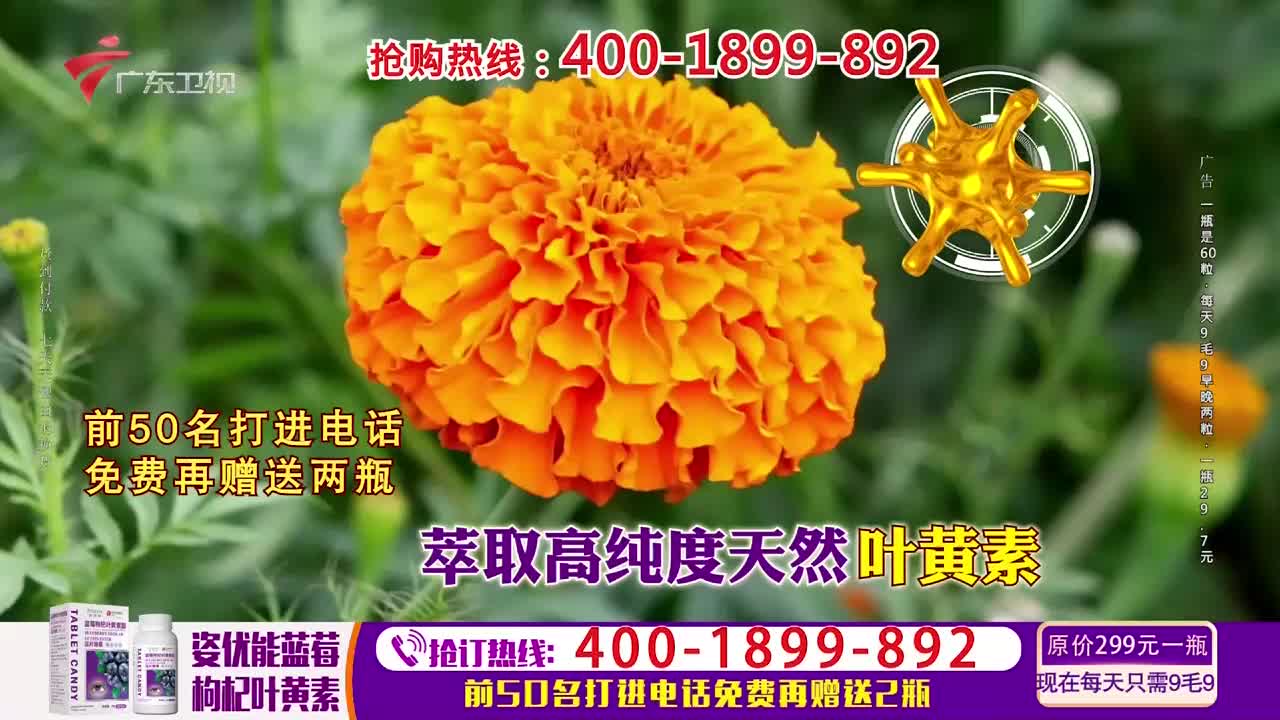 广东卫视
抢购热线：400-1899-892
广告 一瓶是60粒·每天9毛9早晚两粒·一瓶29.7元
前50名打进电话
免费再赠送两瓶
萃取高纯度天然叶黄素
TABLET CANDY
TABLET CANDY
姿优能蓝莓
枸杞叶黄素
抢订热线:400-1899-892
前50名打进电话免费再赠送2瓶
原价299元一瓶
现在每天只需9毛9